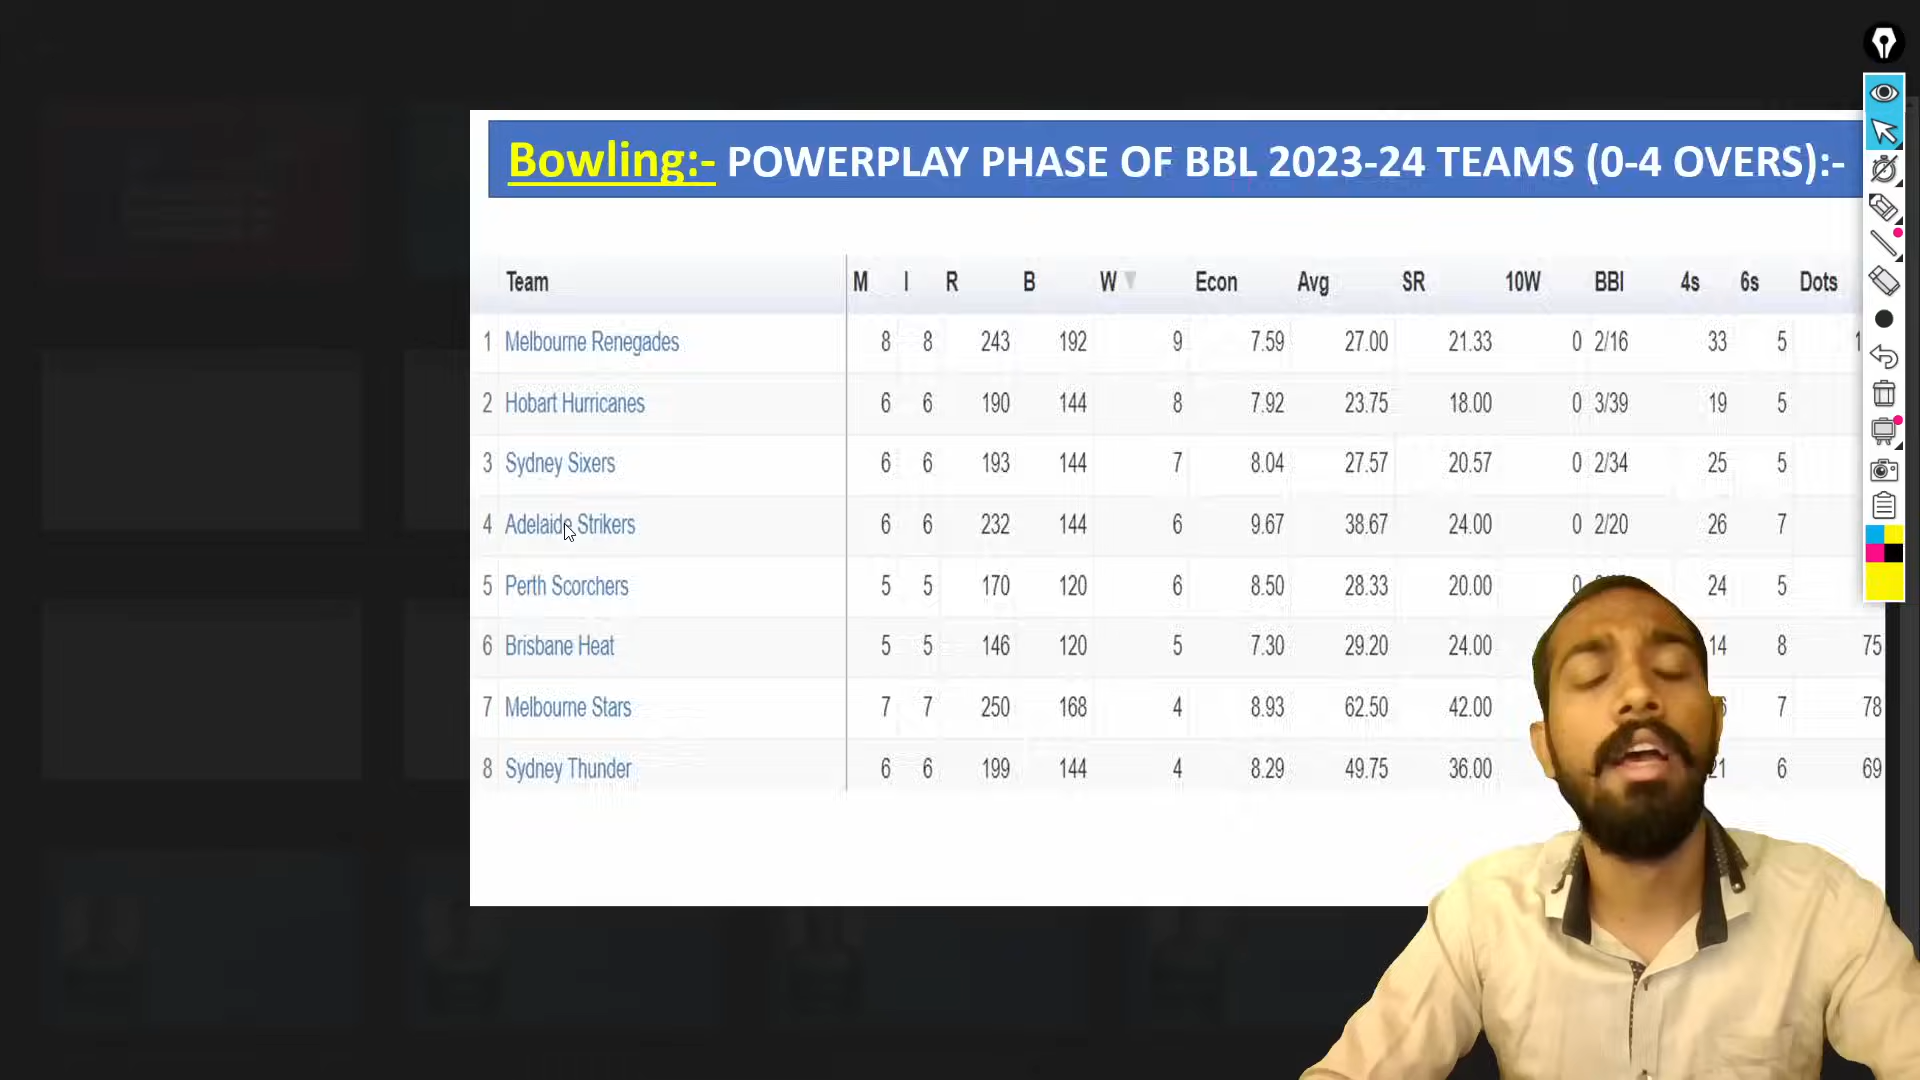 Bowling:- POWERPLAY PHASE OF BBL 2023-24 TEAMS (0-4 OVERS):-
Team M I R B W Econ Avg SR 10W BBI 4s 6s Dots
1 Melbourne Renegades 8 8 243 192 9 7.59 27.00 21.33 0 2/16 33 5
2 Hobart Hurricanes 6 6 190 144 8 7.92 23.75 18.00 0 3/39 19 5
3 Sydney Sixers 6 6 193 144 7 8.04 27.57 20.57 0 2/34 25 5
4 Adelaide Strikers 6 6 232 144 6 9.67 38.67 24.00 0 2/20 26 7
5 Perth Scorchers 5 5 170 120 6 8.50 28.33 20.00 0 24 5
6 Brisbane Heat 5 5 146 120 5 7.30 29.20 24.00 14 8 75
7 Melbourne Stars 7 7 250 168 4 8.93 62.50 42.00 7 78
8 Sydney Thunder 6 6 199 144 4 8.29 49.75 36.00 21 6 69